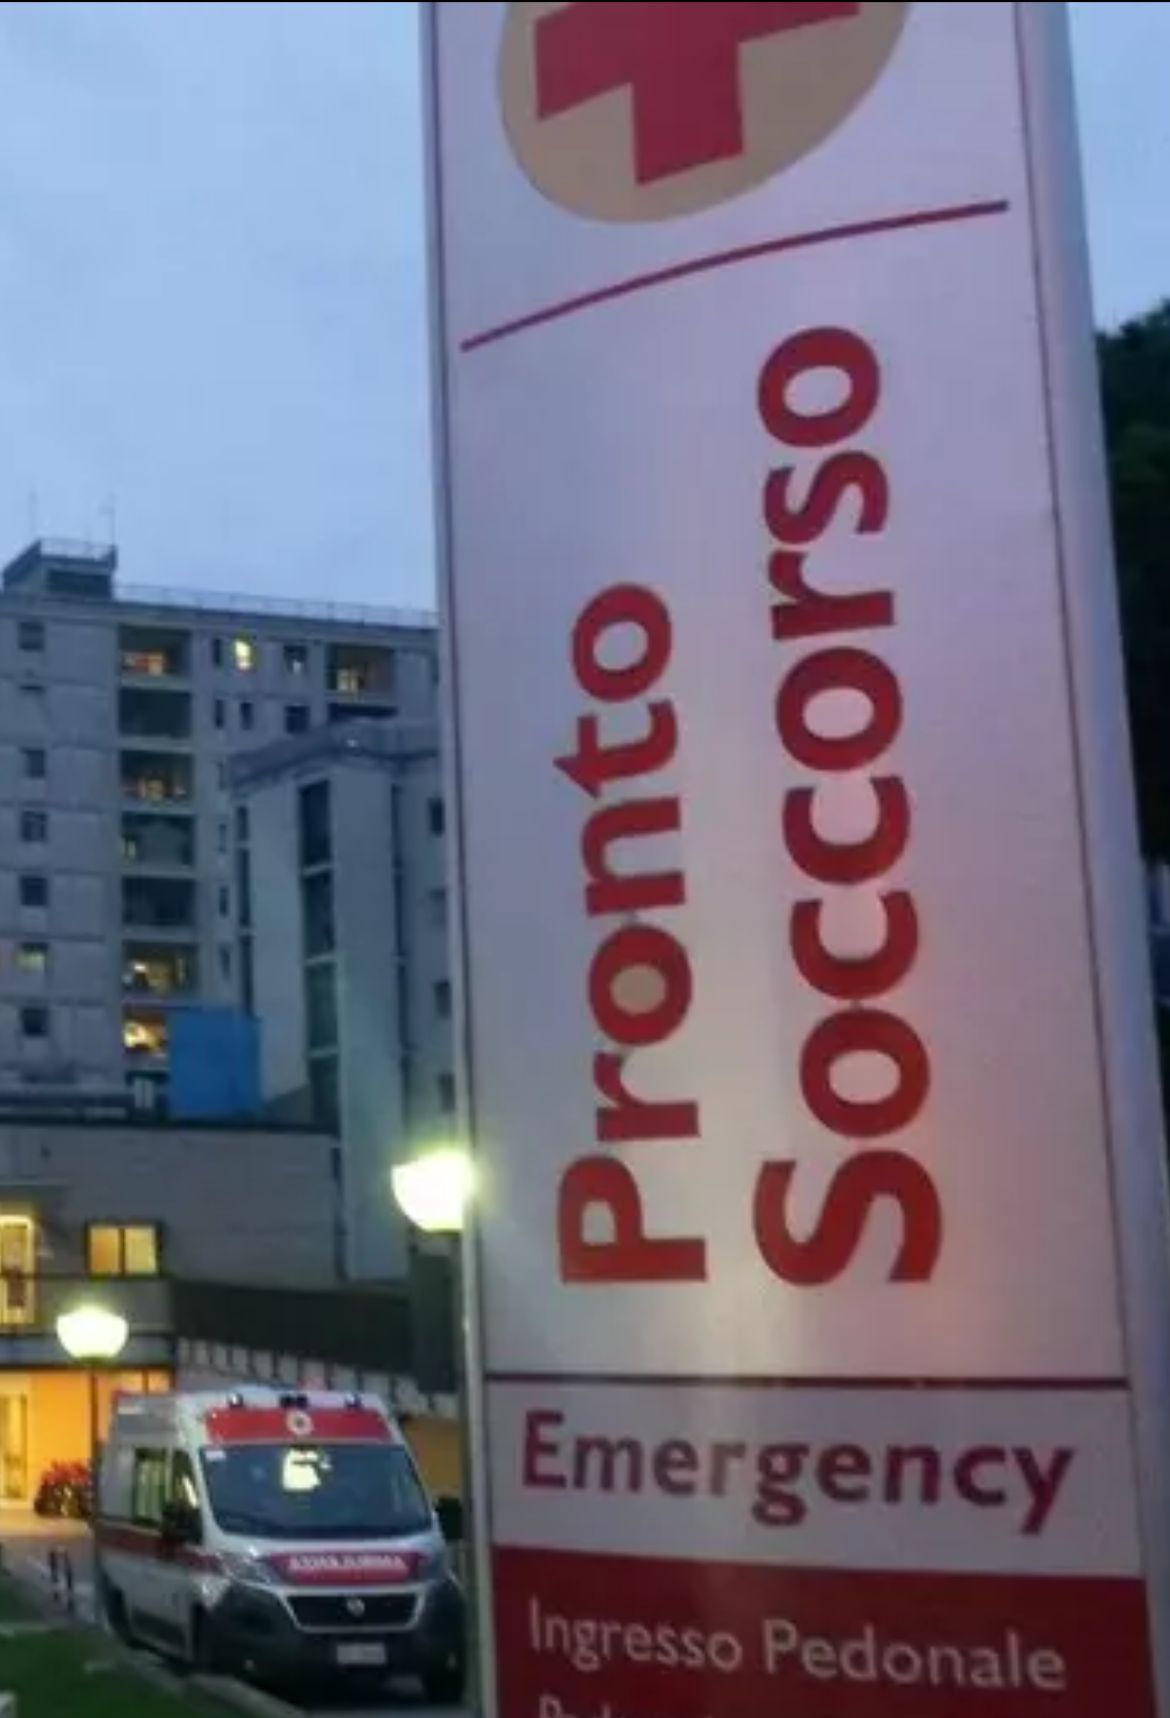 Pronto
Soccorso
Emergency
Ingresso Pedonale